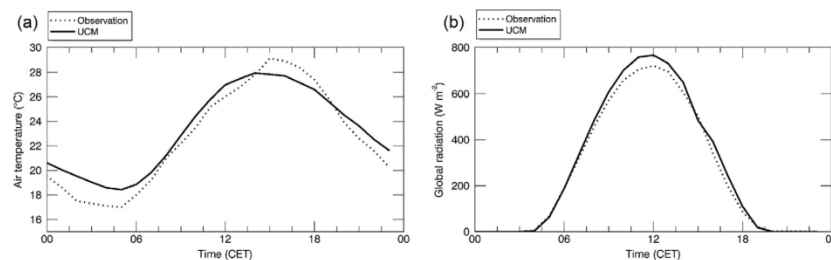 (a)
Observation
UCM
30
28
26
24
22
20
18
16
Air temperature (°C)
00
06
12
18
00
Time (CET)
(b)
Observation
UCM
800
600
400
200
0
Global radiation (W m⁻²)
00
06
12
18
00
Time (CET)